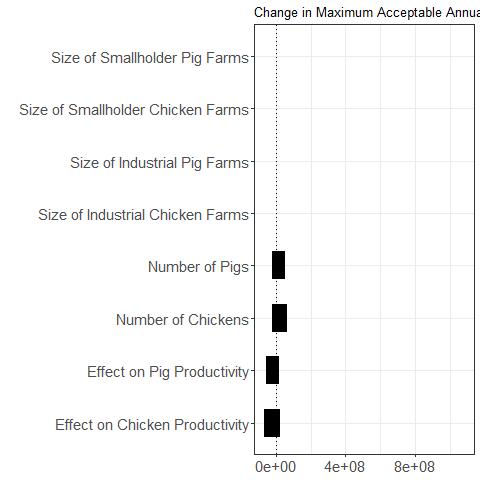 Change in Maximum Acceptable Annua
Size of Smallholder Pig Farms
Size of Smallholder Chicken Farms
Size of Industrial Pig Farms
Size of Industrial Chicken Farms
Number of Pigs
Number of Chickens
Effect on Pig Productivity
Effect on Chicken Productivity
0e+00 4e+08 8e+08